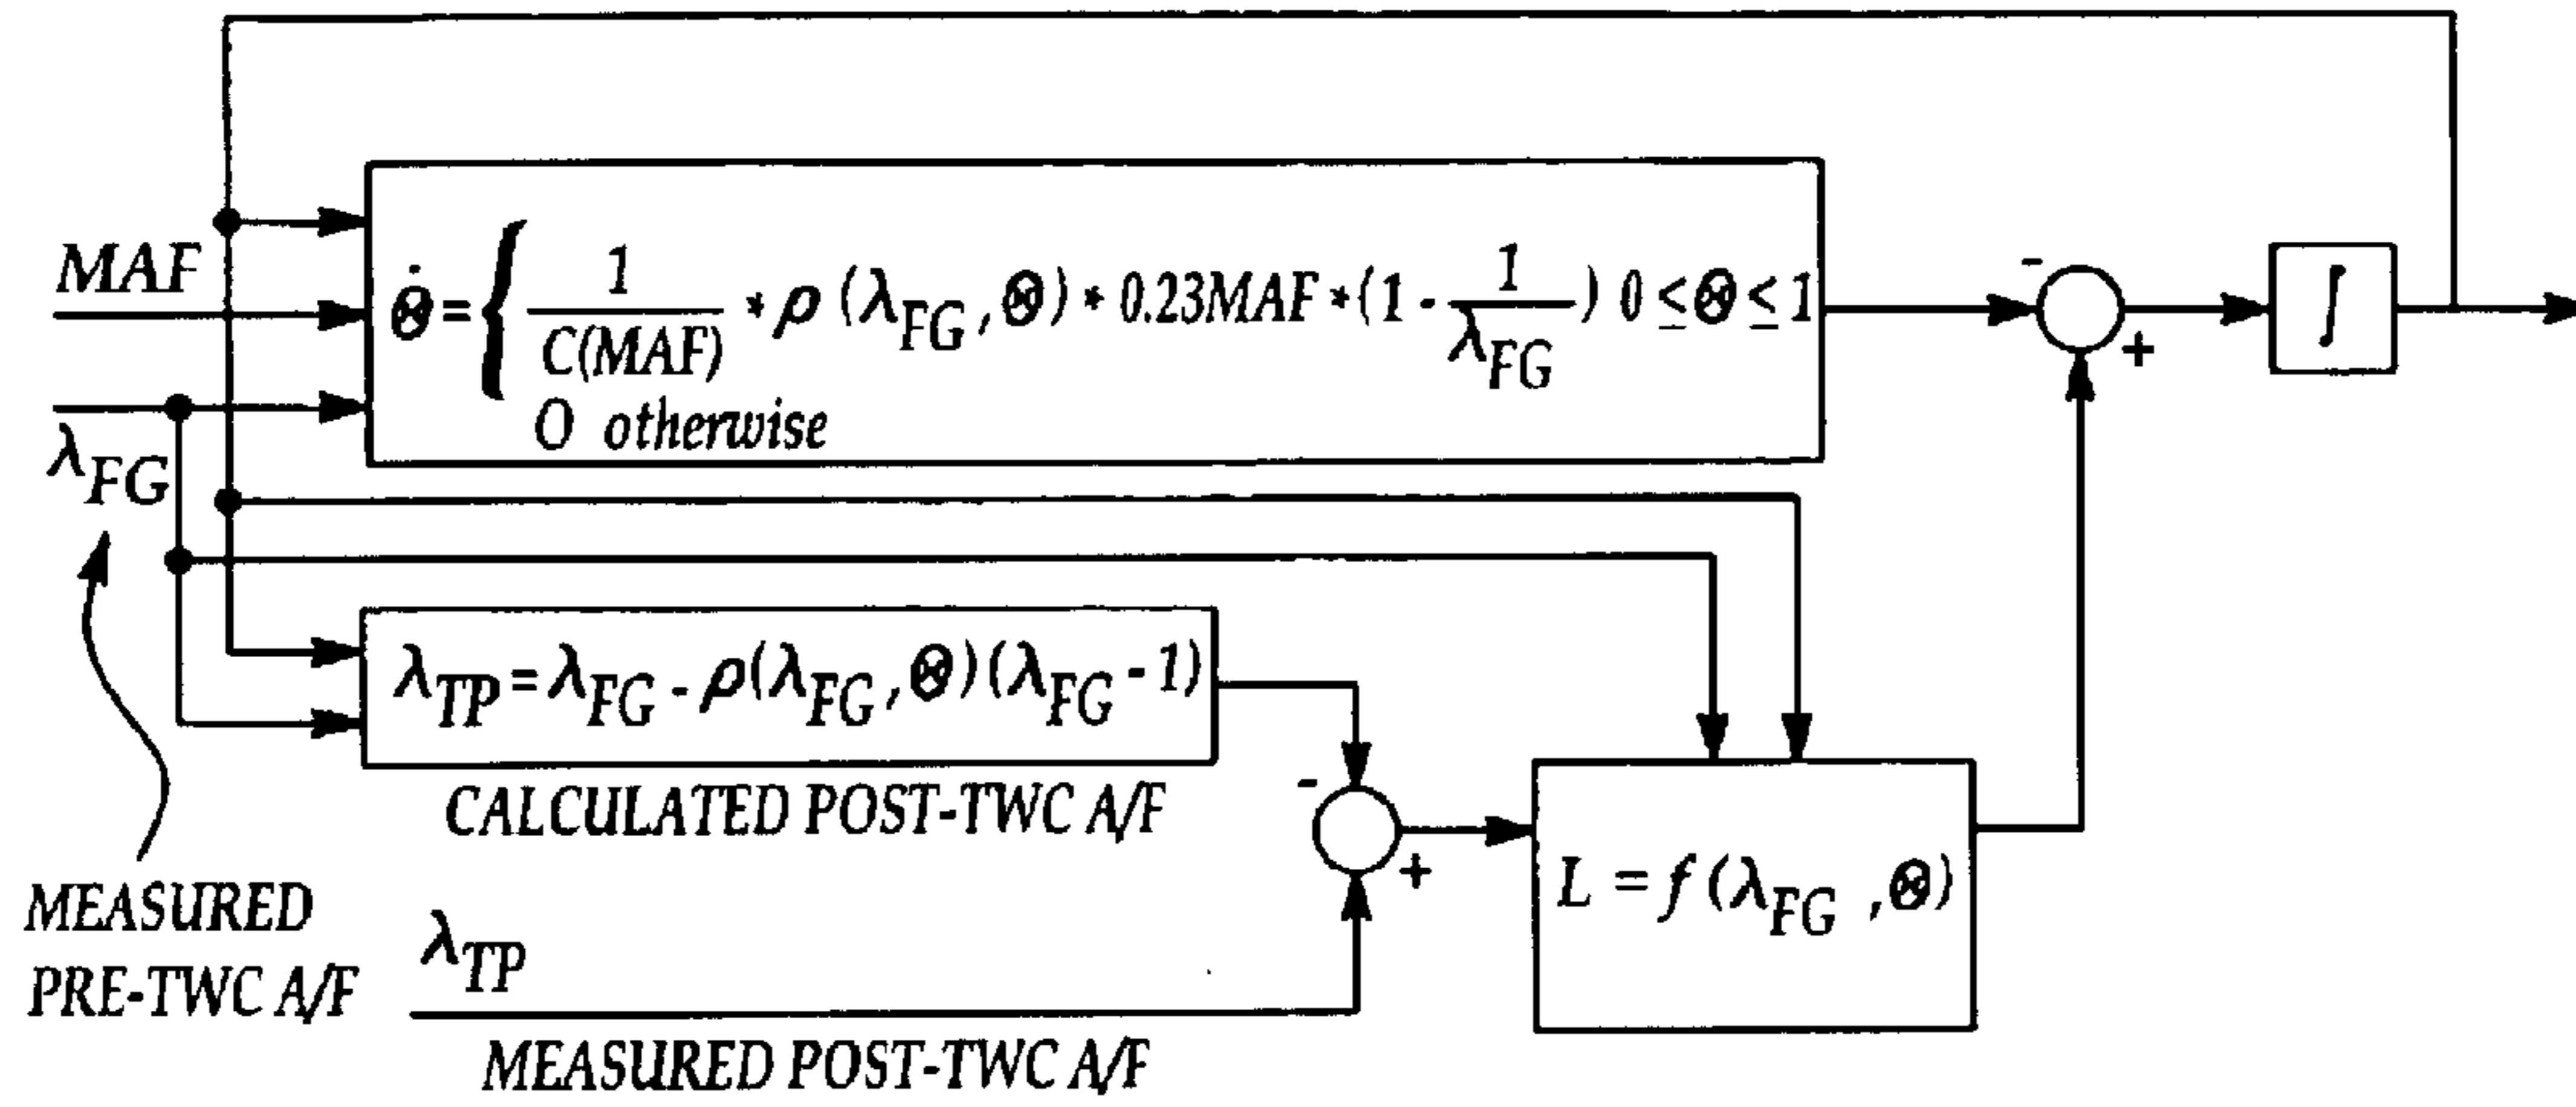 MAF
Θ̇ = { 1/C(MAF) * ρ (λFG , Θ) * 0.23MAF * (1 - 1/λFG ) 0 ≤ Θ ≤ 1
O otherwise
-
+
∫
λFG
λTP = λFG - ρ(λFG , Θ)(λFG - 1)
CALCULATED POST-TWC A/F
-
+
L = f (λFG , Θ)
MEASURED
PRE-TWC A/F
λTP
MEASURED POST-TWC A/F